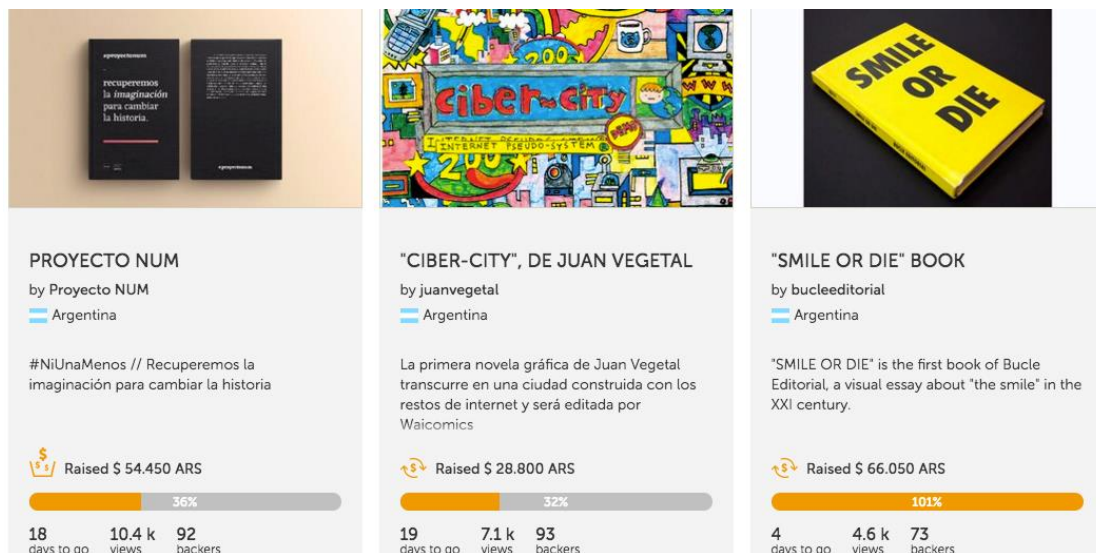 #proyectonum
recuperemos
la imaginación
para cambiar
la historia.
#proyectonum
2005
ciber-city
WWW
DEMO
INTERNET PSEUDO-SYSTEM
200
SMILE
OR
DIE
PROYECTO NUM
by Proyecto NUM
Argentina
#NiUnaMenos // Recuperemos la
imaginación para cambiar la historia
$
$ $ $
Raised $ 54.450 ARS
36%
18
days to go
10.4 k
views
92
backers
"CIBER-CITY", DE JUAN VEGETAL
by juanvegetal
Argentina
La primera novela gráfica de Juan Vegetal
transcurre en una ciudad construida con los
restos de internet y será editada por
Waicomics
$
Raised $ 28.800 ARS
32%
19
days to go
7.1 k
views
93
backers
"SMILE OR DIE" BOOK
by bucleeditorial
Argentina
"SMILE OR DIE" is the first book of Bucle
Editorial, a visual essay about "the smile" in the
XXI century.
$
Raised $ 66.050 ARS
101%
4
days to go
4.6 k
views
73
backers